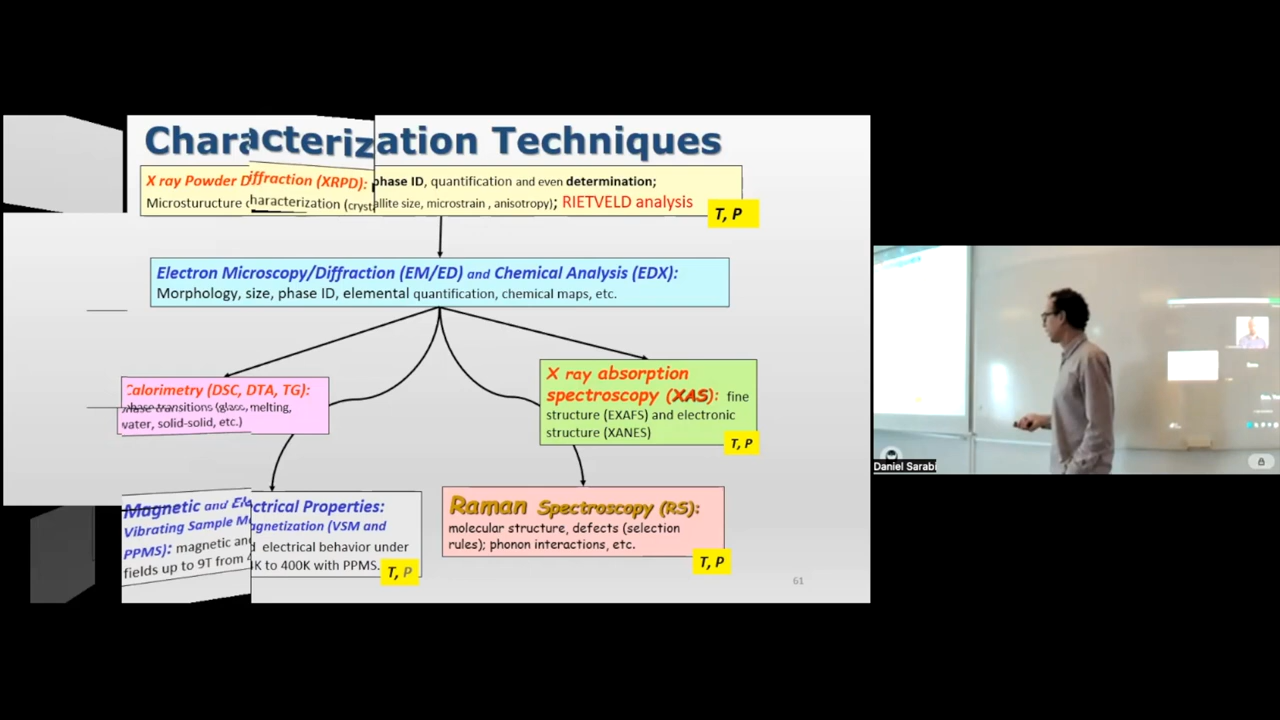 Characterization Techniques
X ray Powder Diffraction (XRPD): phase ID, quantification and even determination;
Microsturucture characterization (crystallite size, microstrain , anisotropy); RIETVELD analysis
T, P
Electron Microscopy/Diffraction (EM/ED) and Chemical Analysis (EDX):
Morphology, size, phase ID, elemental quantification, chemical maps, etc.
Calorimetry (DSC, DTA, TG):
phase transitions (glass, melting,
water, solid-solid, etc.)
X ray absorption
spectroscopy (XAS): fine
structure (EXAFS) and electronic
structure (XANES)
T, P
Magnetic and Electrical Properties:
Vibrating Sample Magnetization (VSM and
PPMS): magnetic and electrical behavior under
fields up to 9T from 4K to 400K with PPMS.
T, P
Raman Spectroscopy (RS):
molecular structure, defects (selection
rules); phonon interactions, etc.
T, P
61
Daniel Sarabi